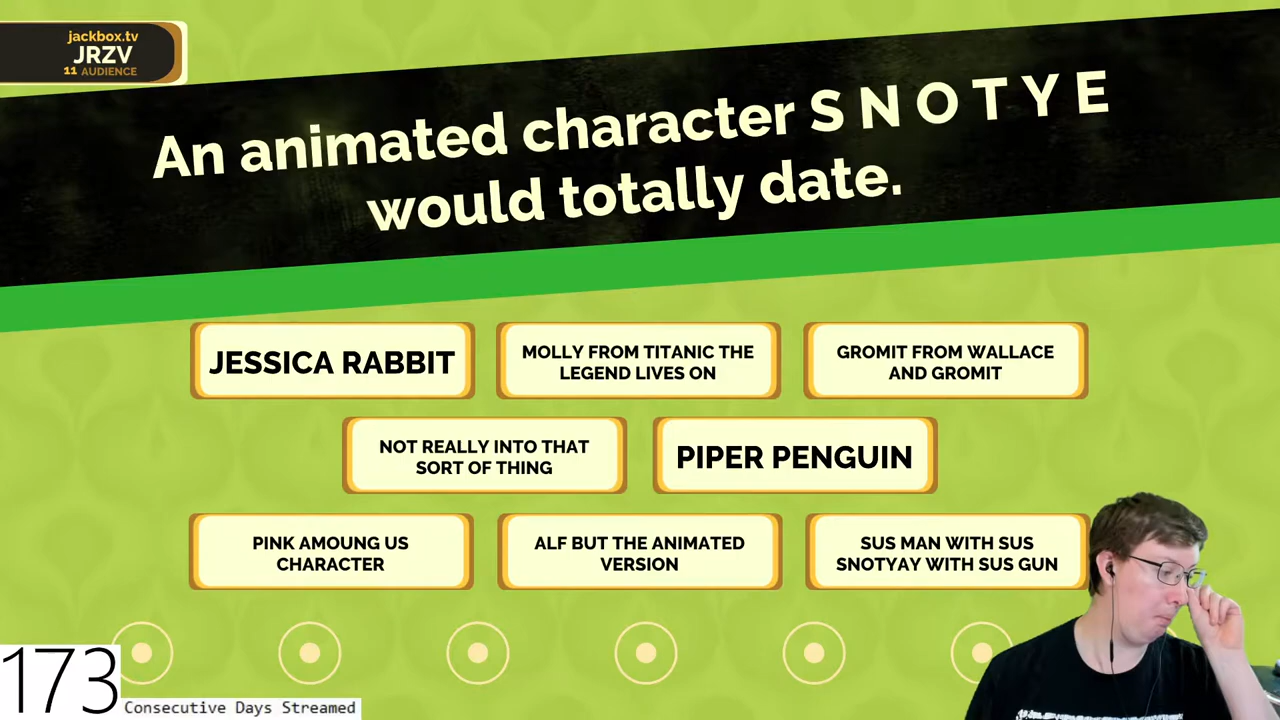 jackbox.tv
JRZV
11 AUDIENCE
An animated character S N O T Y E
would totally date.
JESSICA RABBIT
MOLLY FROM TITANIC THE
LEGEND LIVES ON
GROMIT FROM WALLACE
AND GROMIT
NOT REALLY INTO THAT
SORT OF THING
PIPER PENGUIN
PINK AMOUNG US
CHARACTER
ALF BUT THE ANIMATED
VERSION
SUS MAN WITH SUS
SNOTYAY WITH SUS GUN
173
Consecutive Days Streamed